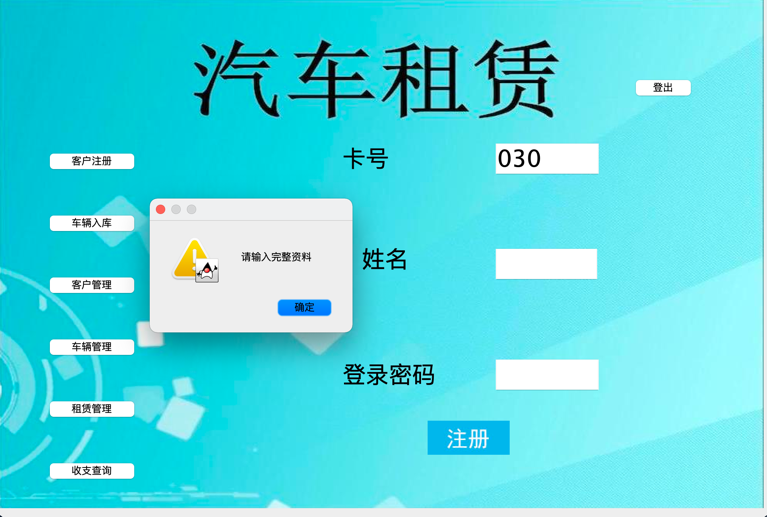 汽车租赁
登出
客户注册
卡号
030
车辆入库
请输入完整资料
姓名
客户管理
确定
车辆管理
登录密码
租赁管理
注册
收支查询